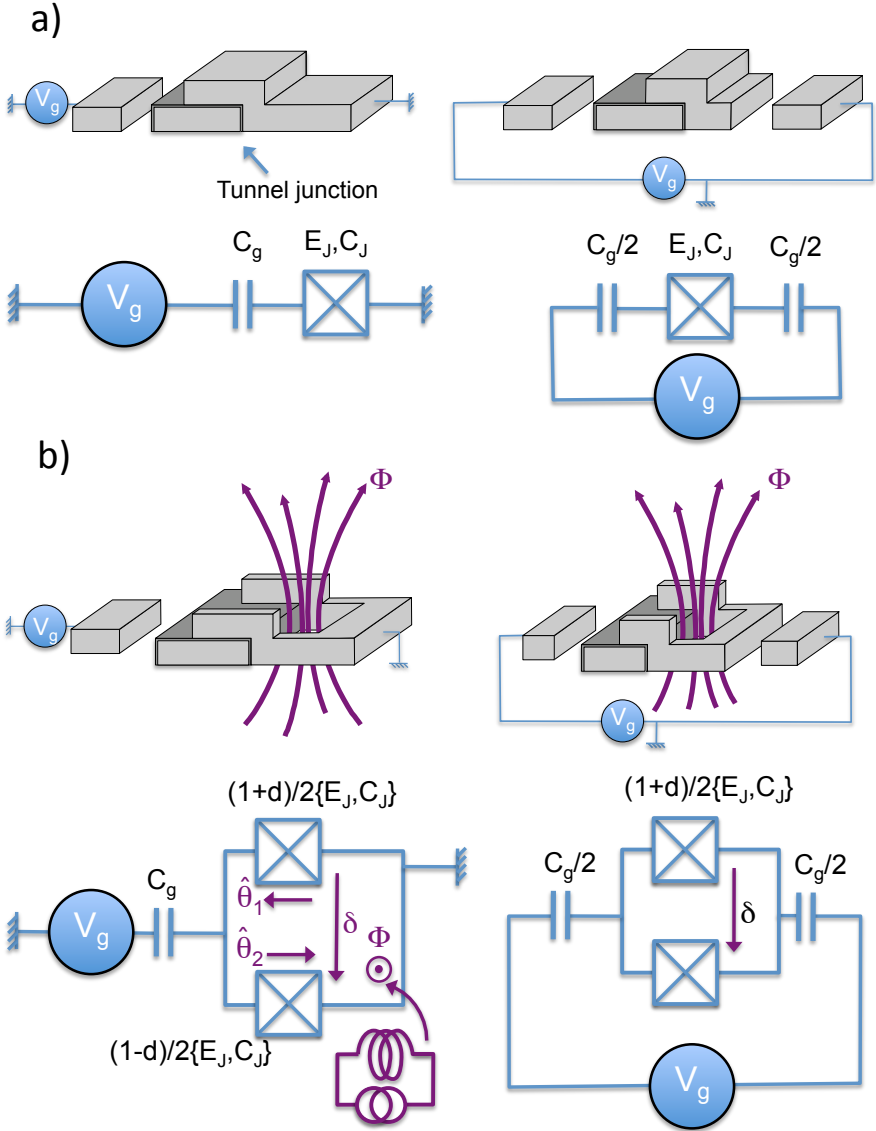 a)
V_g
V_g
Tunnel junction
C_g E_J,C_J
V_g
C_g/2 E_J,C_J C_g/2
V_g
b)
Φ
Φ
V_g
V_g
(1+d)/2{E_J,C_J}
C_g
V_g
θ̂_1
θ̂_2
δ
Φ
(1-d)/2{E_J,C_J}
(1+d)/2{E_J,C_J}
C_g/2
C_g/2
δ
V_g